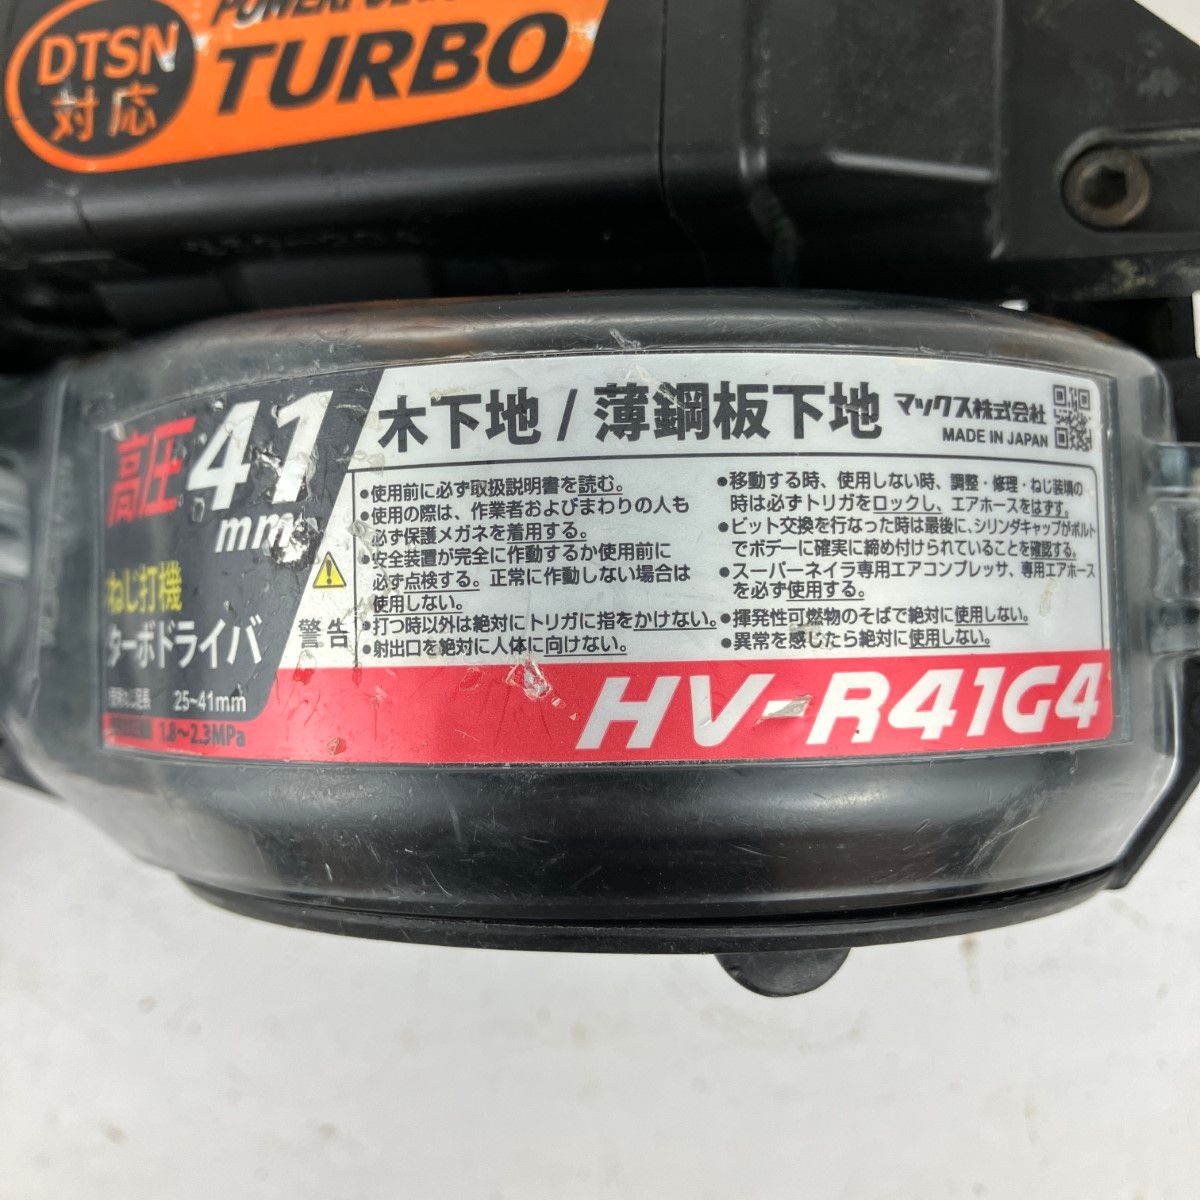 DTSN
対応
TURBO
高圧 41
mm
ねじ打機
ターボドライバ
25~41mm
1.8~2.3MPa
木下地/薄鋼板下地
マックス株式会社
MADE IN JAPAN
警告
●使用前に必ず取扱説明書を読む。
●使用の際は、作業者およびまわりの人も
必ず保護メガネを着用する。
●安全装置が完全に作動するか使用前に
必ず点検する。正常に作動しない場合は
使用しない。
●打つ時以外は絶対にトリガに指をかけない。
●射出口を絶対に人体に向けない。
●移動する時、使用しない時、調整・修理・ねじ装填の
時は必ずトリガをロックし、エアホースをはずす。
●ビット交換を行なった時は最後に、シリンダキャップがボルト
でボデーに確実に締め付けられていることを確認する。
●スーパーネイラ専用エアコンプレッサ、専用エアホース
を必ず使用する。
●揮発性可燃物のそばで絶対に使用しない。
●異常を感じたら絶対に使用しない。
HV-R41G4